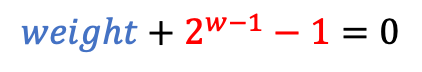 weight + 2^{w−1} − 1 = 0